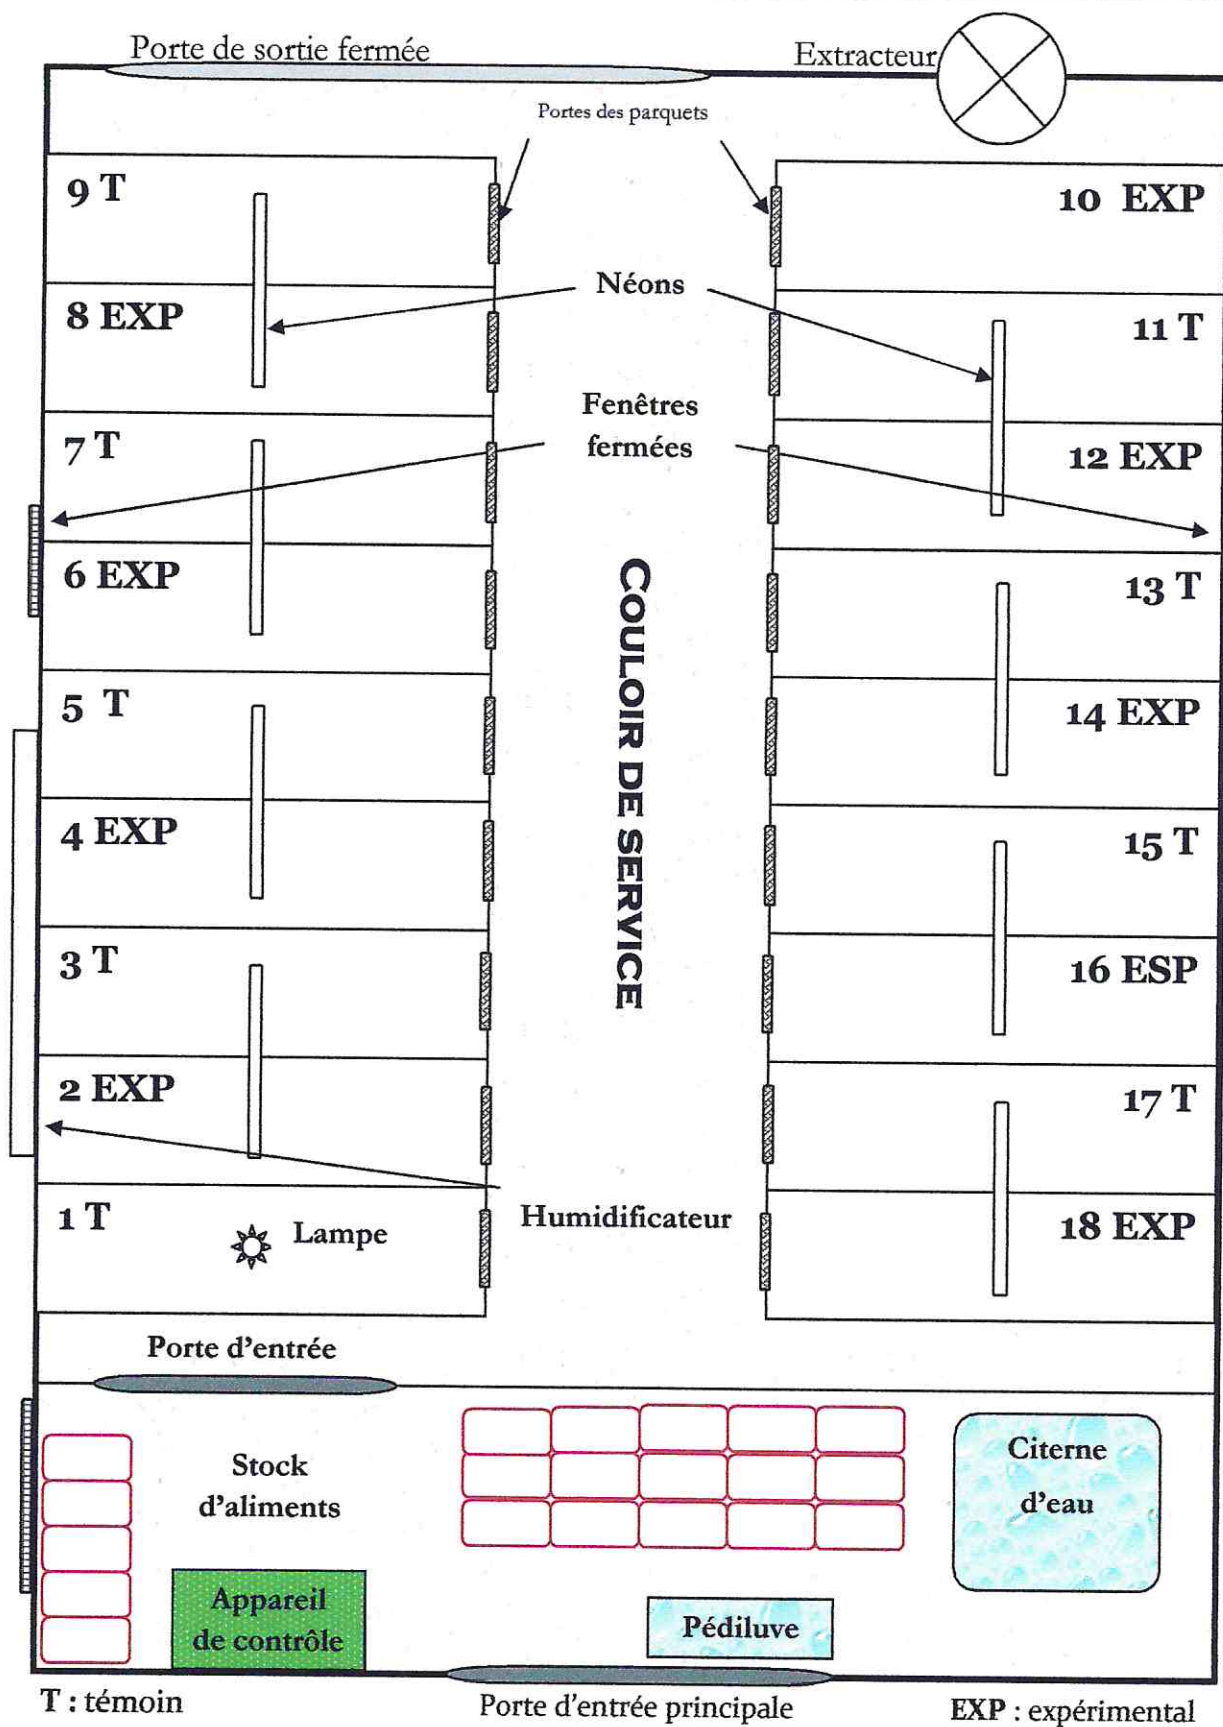 Porte de sortie fermée
Extracteur
Portes des parquets
9 T
10 EXP
Néons
8 EXP
11 T
Fenêtres
fermées
7 T
12 EXP
6 EXP
13 T
COULOIR DE SERVICE
5 T
14 EXP
4 EXP
15 T
3 T
16 ESP
2 EXP
17 T
1 T
Lampe
Humidificateur
18 EXP
Porte d'entrée
Stock
d'aliments
Citerne
d'eau
Appareil
de contrôle
Pédiluve
T : témoin
Porte d'entrée principale
EXP : expérimental